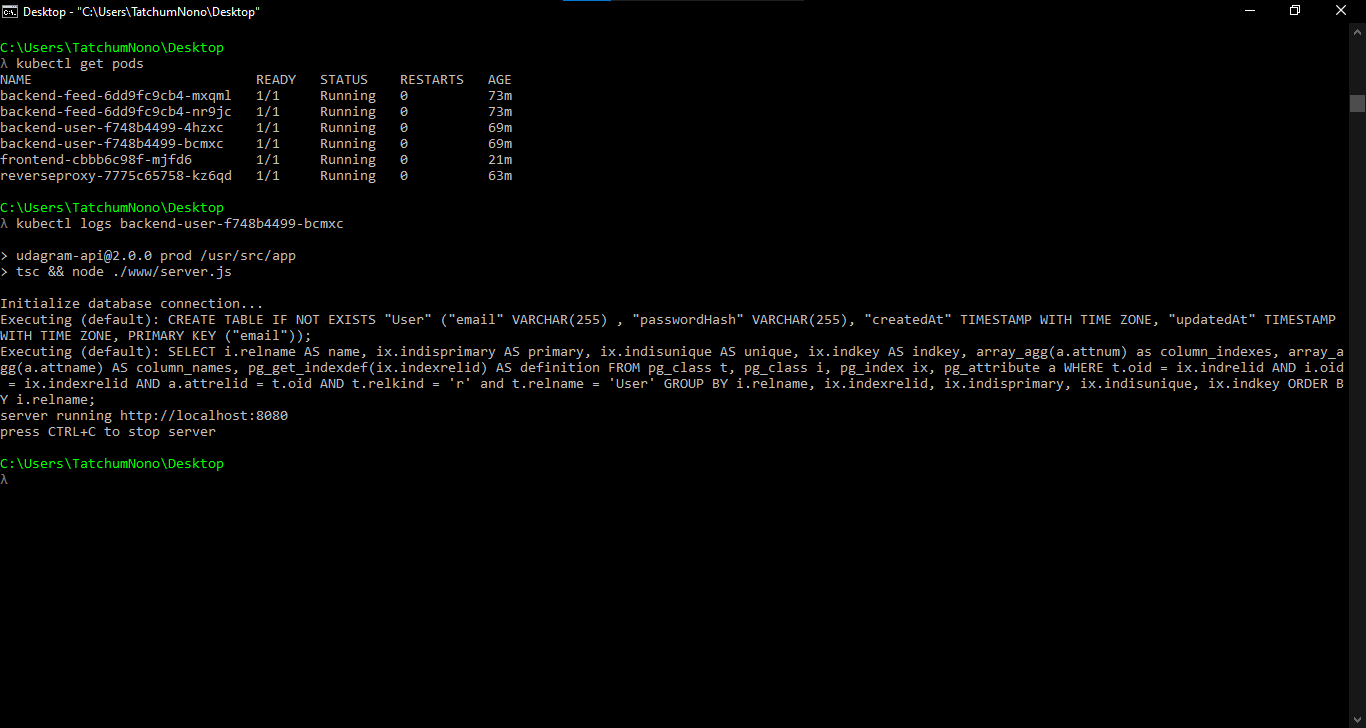 Desktop - "C:\Users\TatchumNono\Desktop"
C:\Users\TatchumNono\Desktop
λ kubectl get pods
NAME READY STATUS RESTARTS AGE
backend-feed-6dd9fc9cb4-mxqml 1/1 Running 0 73m
backend-feed-6dd9fc9cb4-nr9jc 1/1 Running 0 73m
backend-user-f748b4499-4hzxc 1/1 Running 0 69m
backend-user-f748b4499-bcmxc 1/1 Running 0 69m
frontend-cbbb6c98f-mjfd6 1/1 Running 0 21m
reverseproxy-7775c65758-kz6qd 1/1 Running 0 63m
C:\Users\TatchumNono\Desktop
λ kubectl logs backend-user-f748b4499-bcmxc
> udagram-api@2.0.0 prod /usr/src/app
> tsc && node ./www/server.js
Initialize database connection...
Executing (default): CREATE TABLE IF NOT EXISTS "User" ("email" VARCHAR(255) , "passwordHash" VARCHAR(255), "createdAt" TIMESTAMP WITH TIME ZONE, "updatedAt" TIMESTAMP
WITH TIME ZONE, PRIMARY KEY ("email"));
Executing (default): SELECT i.relname AS name, ix.indisprimary AS primary, ix.indisunique AS unique, ix.indkey AS indkey, array_agg(a.attnum) as column_indexes, array_a
gg(a.attname) AS column_names, pg_get_indexdef(ix.indexrelid) AS definition FROM pg_class t, pg_class i, pg_index ix, pg_attribute a WHERE t.oid = ix.indrelid AND i.oid
= ix.indexrelid AND a.attrelid = t.oid AND t.relkind = 'r' and t.relname = 'User' GROUP BY i.relname, ix.indexrelid, ix.indisprimary, ix.indisunique, ix.indkey ORDER B
Y i.relname;
server running http://localhost:8080
press CTRL+C to stop server
C:\Users\TatchumNono\Desktop
λ